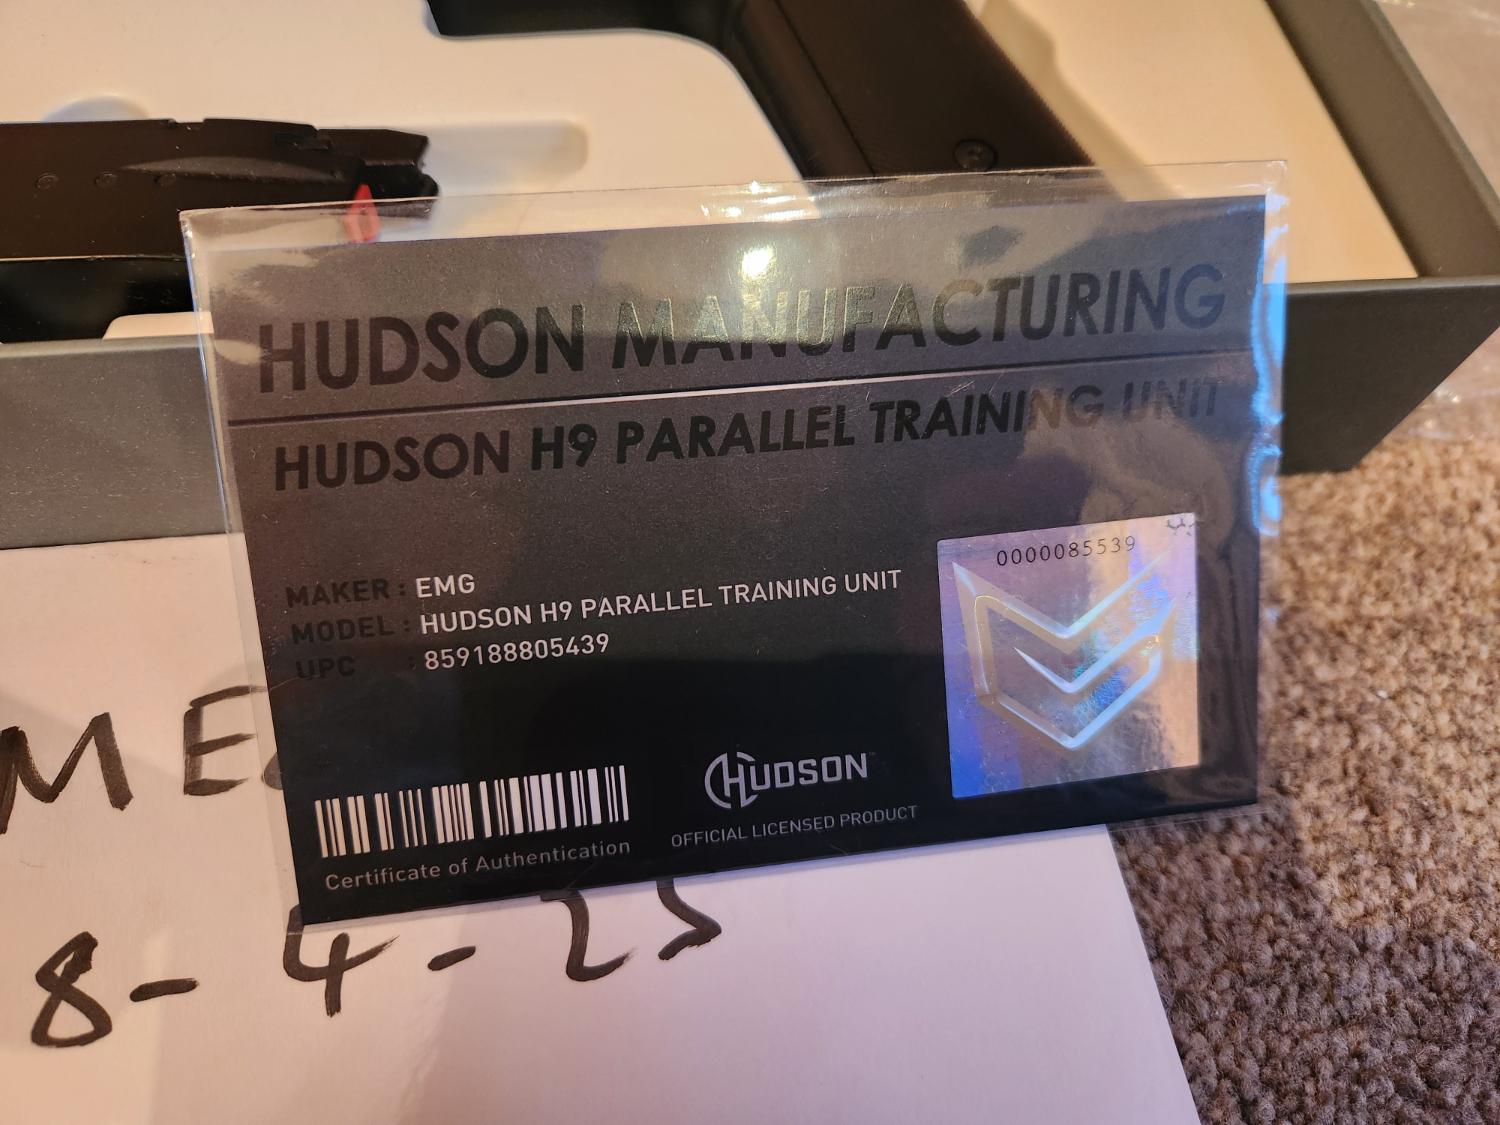 HUDSON MANUFACTURING
HUDSON H9 PARALLEL TRAINING UNIT
0000085539
MAKER : EMG
MODEL : HUDSON H9 PARALLEL TRAINING UNIT
UPC : 859188805439
HUDSON™
OFFICIAL LICENSED PRODUCT
Certificate of Authentication
8-4-25